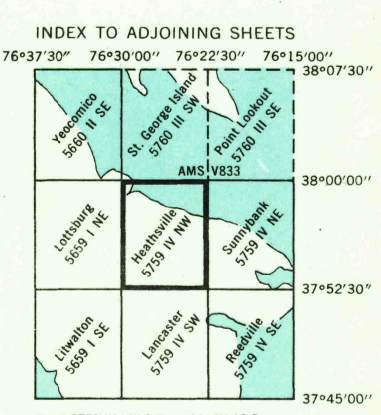 INDEX TO ADJOINING SHEETS
76°37'30" 76°30'00" 76°22'30" 76°15'00"
38°07'30"
Yeocomico
5660 II SE
St. George Island
5760 III SW
Point Lookout
5760 III SE
AMS V833
38°00'00"
Lottsburg
5659 I NE
Heathsville
5759 IV NW
Sunnybank
5759 IV NE
37°52'30"
Litwalton
5659 I SE
Lancaster
5759 IV SW
Reedville
5759 IV SE
37°45'00"